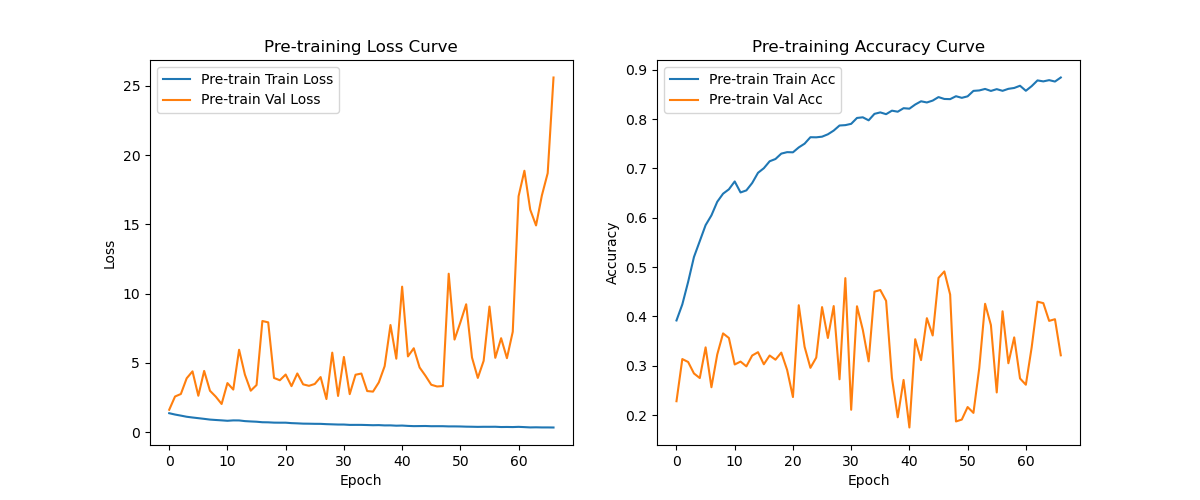 Pre-training Loss Curve
Pre-train Train Loss
Pre-train Val Loss
25
20
15
10
5
0
Loss
0 10 20 30 40 50 60
Epoch
Pre-training Accuracy Curve
Pre-train Train Acc
Pre-train Val Acc
0.9
0.8
0.7
0.6
0.5
0.4
0.3
0.2
Accuracy
0 10 20 30 40 50 60
Epoch